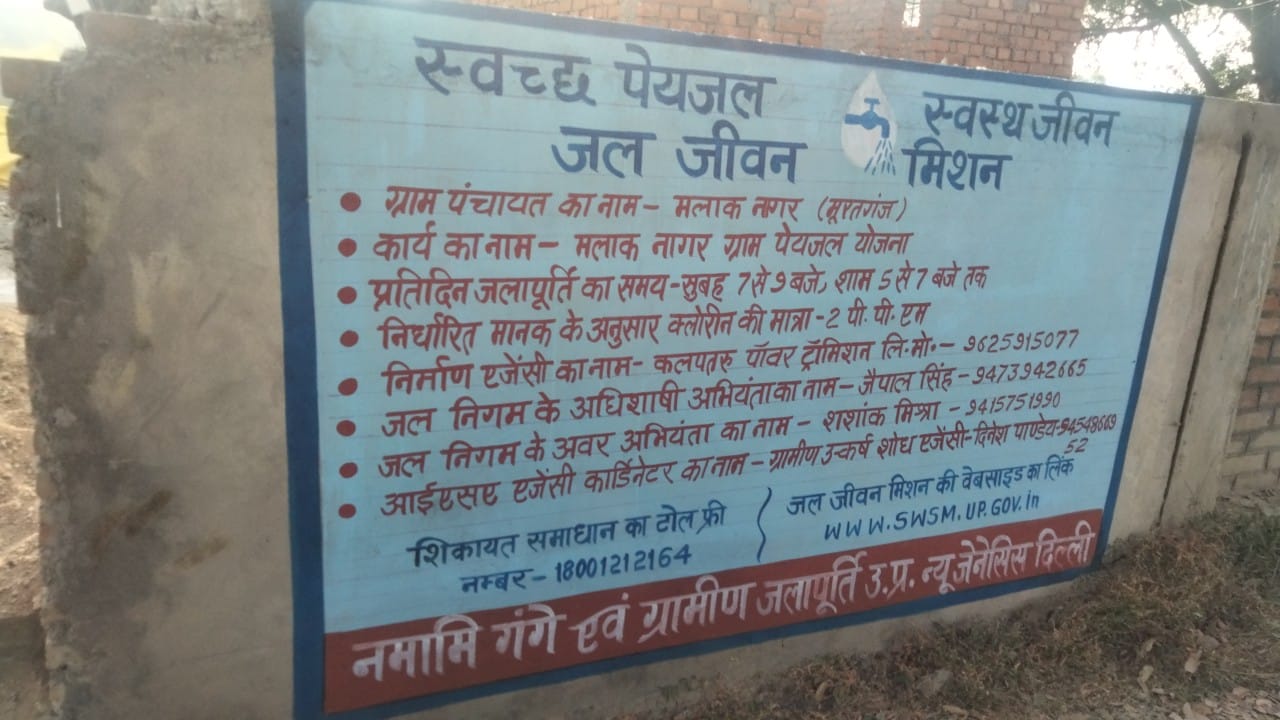 स्वच्छ पेयजल स्वस्थ जीवन
जल जीवन मिशन
• ग्राम पंचायत का नाम - मलाक नागर (मूरतगंज)
• कार्य का नाम - मलाक नागर ग्राम पेयजल योजना
• प्रतिदिन जलापूर्ति का समय - सुबह 7 से 9 बजे, शाम 5 से 7 बजे तक
• निर्धारित मानक के अनुसार क्लोरीन की मात्रा - 2 पी. पी. एम
• निर्माण एजेंसी का नाम - कलपतरु पॉवर ट्रॉमिशन लि. मो. - 9625915077
• जल निगम के अधिशाषी अभियंता का नाम - जैपाल सिंह - 9473942665
• जल निगम के अवर अभियंता का नाम - शशांक मिश्रा - 9415751990
• आईएसए एजेंसी कार्डिनेटर का नाम - ग्रामीण उत्कर्ष शोध एजेंसी - दिनेश पाण्डेय - 94548669
52
शिकायत समाधान का टोल फ्री
नम्बर - 18001212164
जल जीवन मिशन की वेबसाइड का लिंक
WWW.SWSM.UP.GOV.in
नमामि गंगे एवं ग्रामीण जलापूर्ति उ.प्र. न्यू जेनेसिस दिल्ली